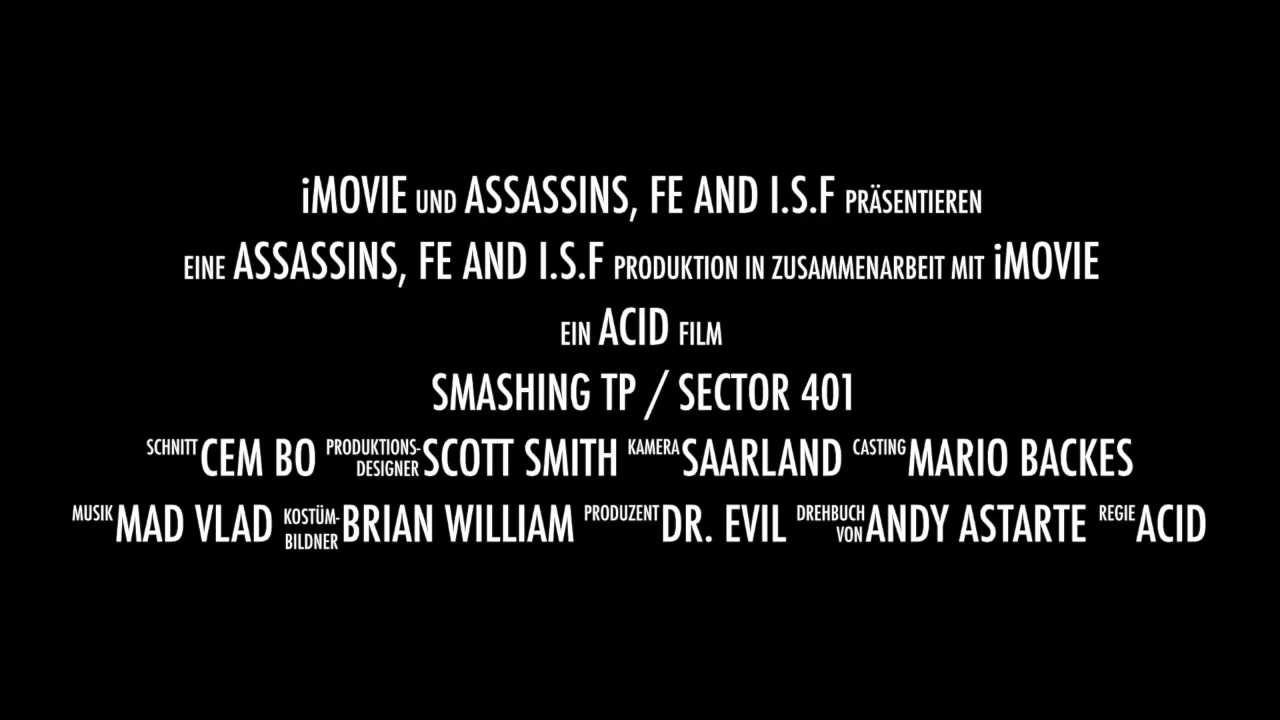 iMOVIE UND ASSASSINS, FE AND I.S.F PRÄSENTIEREN
EINE ASSASSINS, FE AND I.S.F PRODUKTION IN ZUSAMMENARBEIT MIT iMOVIE
EIN ACID FILM
SMASHING TP / SECTOR 401
SCHNITT CEM BO PRODUKTIONS-DESIGNER SCOTT SMITH KAMERA SAARLAND CASTING MARIO BACKES
MUSIK MAD VLAD KOSTÜM-BILDNER BRIAN WILLIAM PRODUZENT DR. EVIL DREHBUCH VON ANDY ASTARTE REGIE ACID